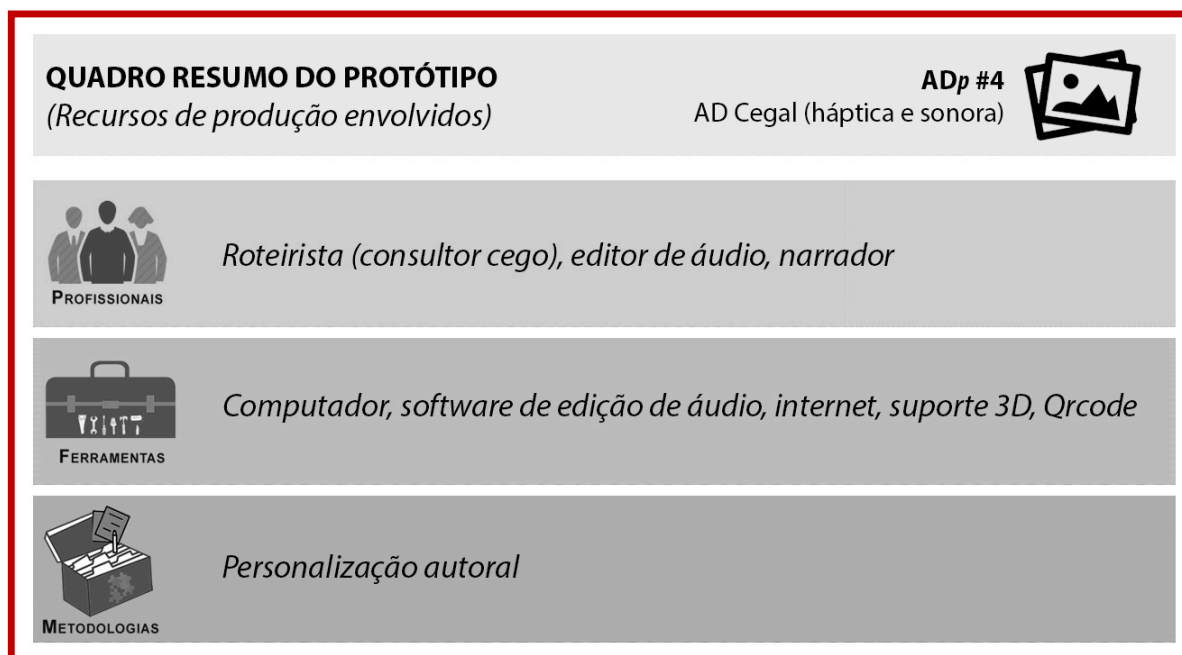 QUADRO RESUMO DO PROTÓTIPO
(Recursos de produção envolvidos)
ADp #4
AD Cegal (háptica e sonora)
PROFISSIONAIS
Roteirista (consultor cego), editor de áudio, narrador
FERRAMENTAS
Computador, software de edição de áudio, internet, suporte 3D, Qrcode
METODOLOGIAS
Personalização autoral